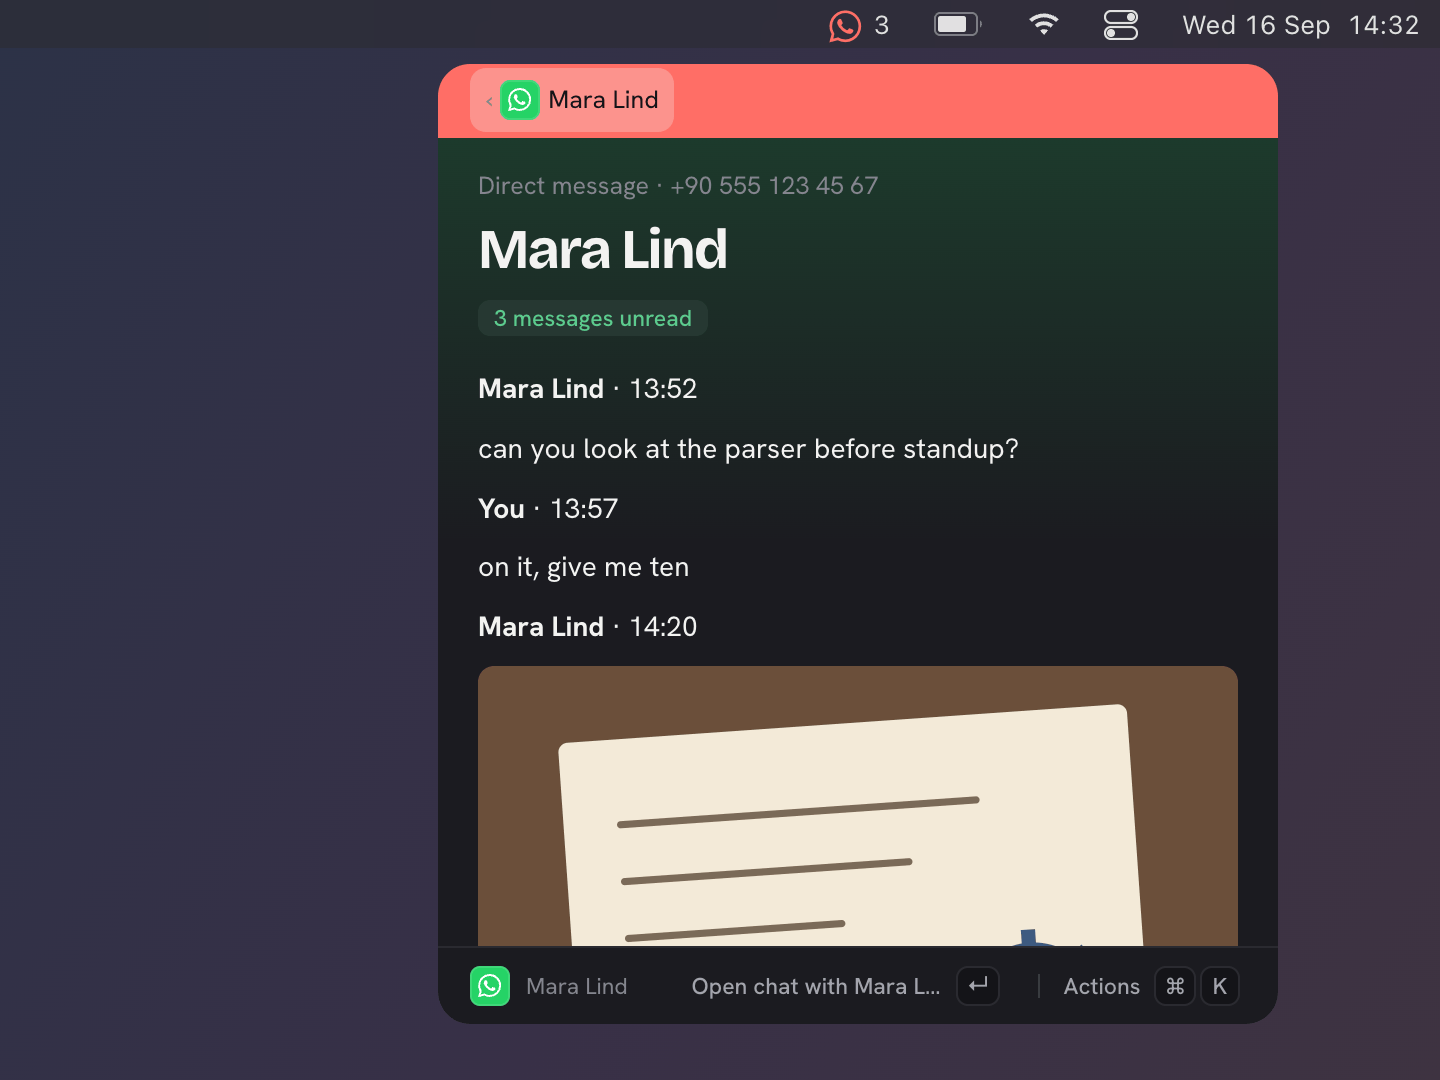 3
Wed 16 Sep 14:32
‹ Mara Lind
Direct message · +90 555 123 45 67
Mara Lind
3 messages unread
Mara Lind · 13:52
can you look at the parser before standup?
You · 13:57
on it, give me ten
Mara Lind · 14:20
Mara Lind
Open chat with Mara L...
Actions ⌘ K